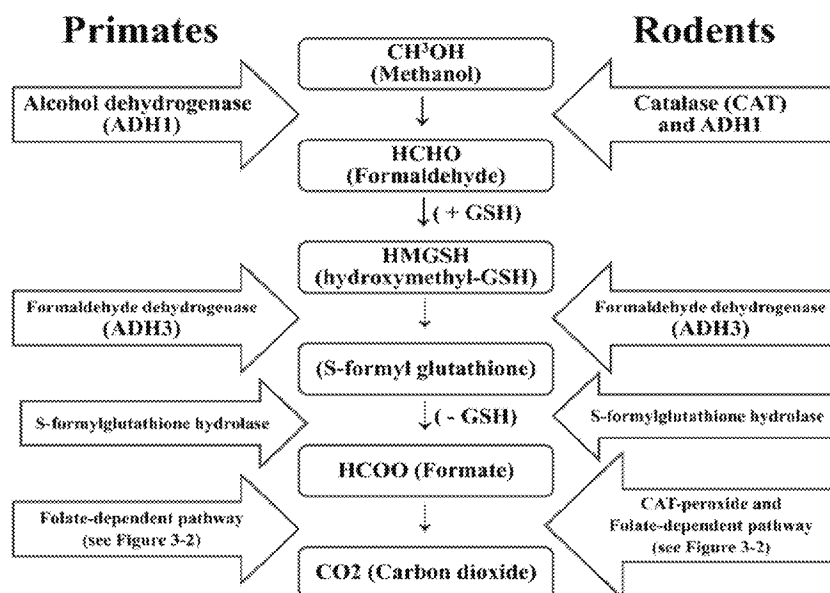 Primates
Rodents
CH³OH
(Methanol)
Alcohol dehydrogenase
(ADH1)
Catalase (CAT)
and ADH1
HCHO
(Formaldehyde)
( + GSH)
HMGSH
(hydroxymethyl-GSH)
Formaldehyde dehydrogenase
(ADH3)
Formaldehyde dehydrogenase
(ADH3)
(S-formyl glutathione)
( - GSH)
S-formylglutathione hydrolase
S-formylglutathione hydrolase
HCOO (Formate)
Folate-dependent pathway
(see Figure 3-2)
CAT-peroxide and
Folate-dependent pathway
(see Figure 3-2)
CO2 (Carbon dioxide)